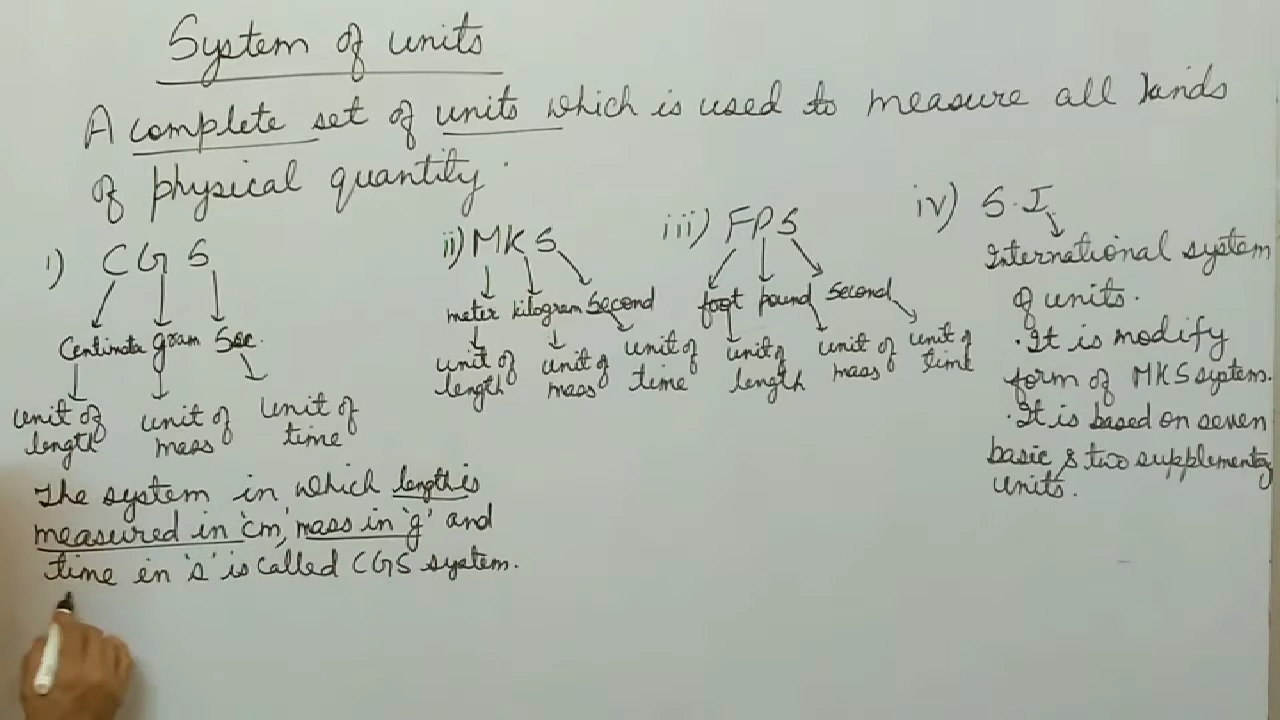 System of units
A complete set of units which is used to measure all kinds
of physical quantity.
i) CGS
Centimeta gram Sec.
unit of length
unit of mass
unit of time
The system in which length is
measured in 'cm', mass in 'g' and
time in 's' is called CGS system.
ii) MKS
meter kilogram Second
unit of length
unit of mass
unit of time
iii) FPS
foot pound Second
unit of length
unit of mass
unit of time
iv) S.I
International system
of units.
• It is modify
form of MKS system.
• It is based on seven
basic & two supplementary
units.